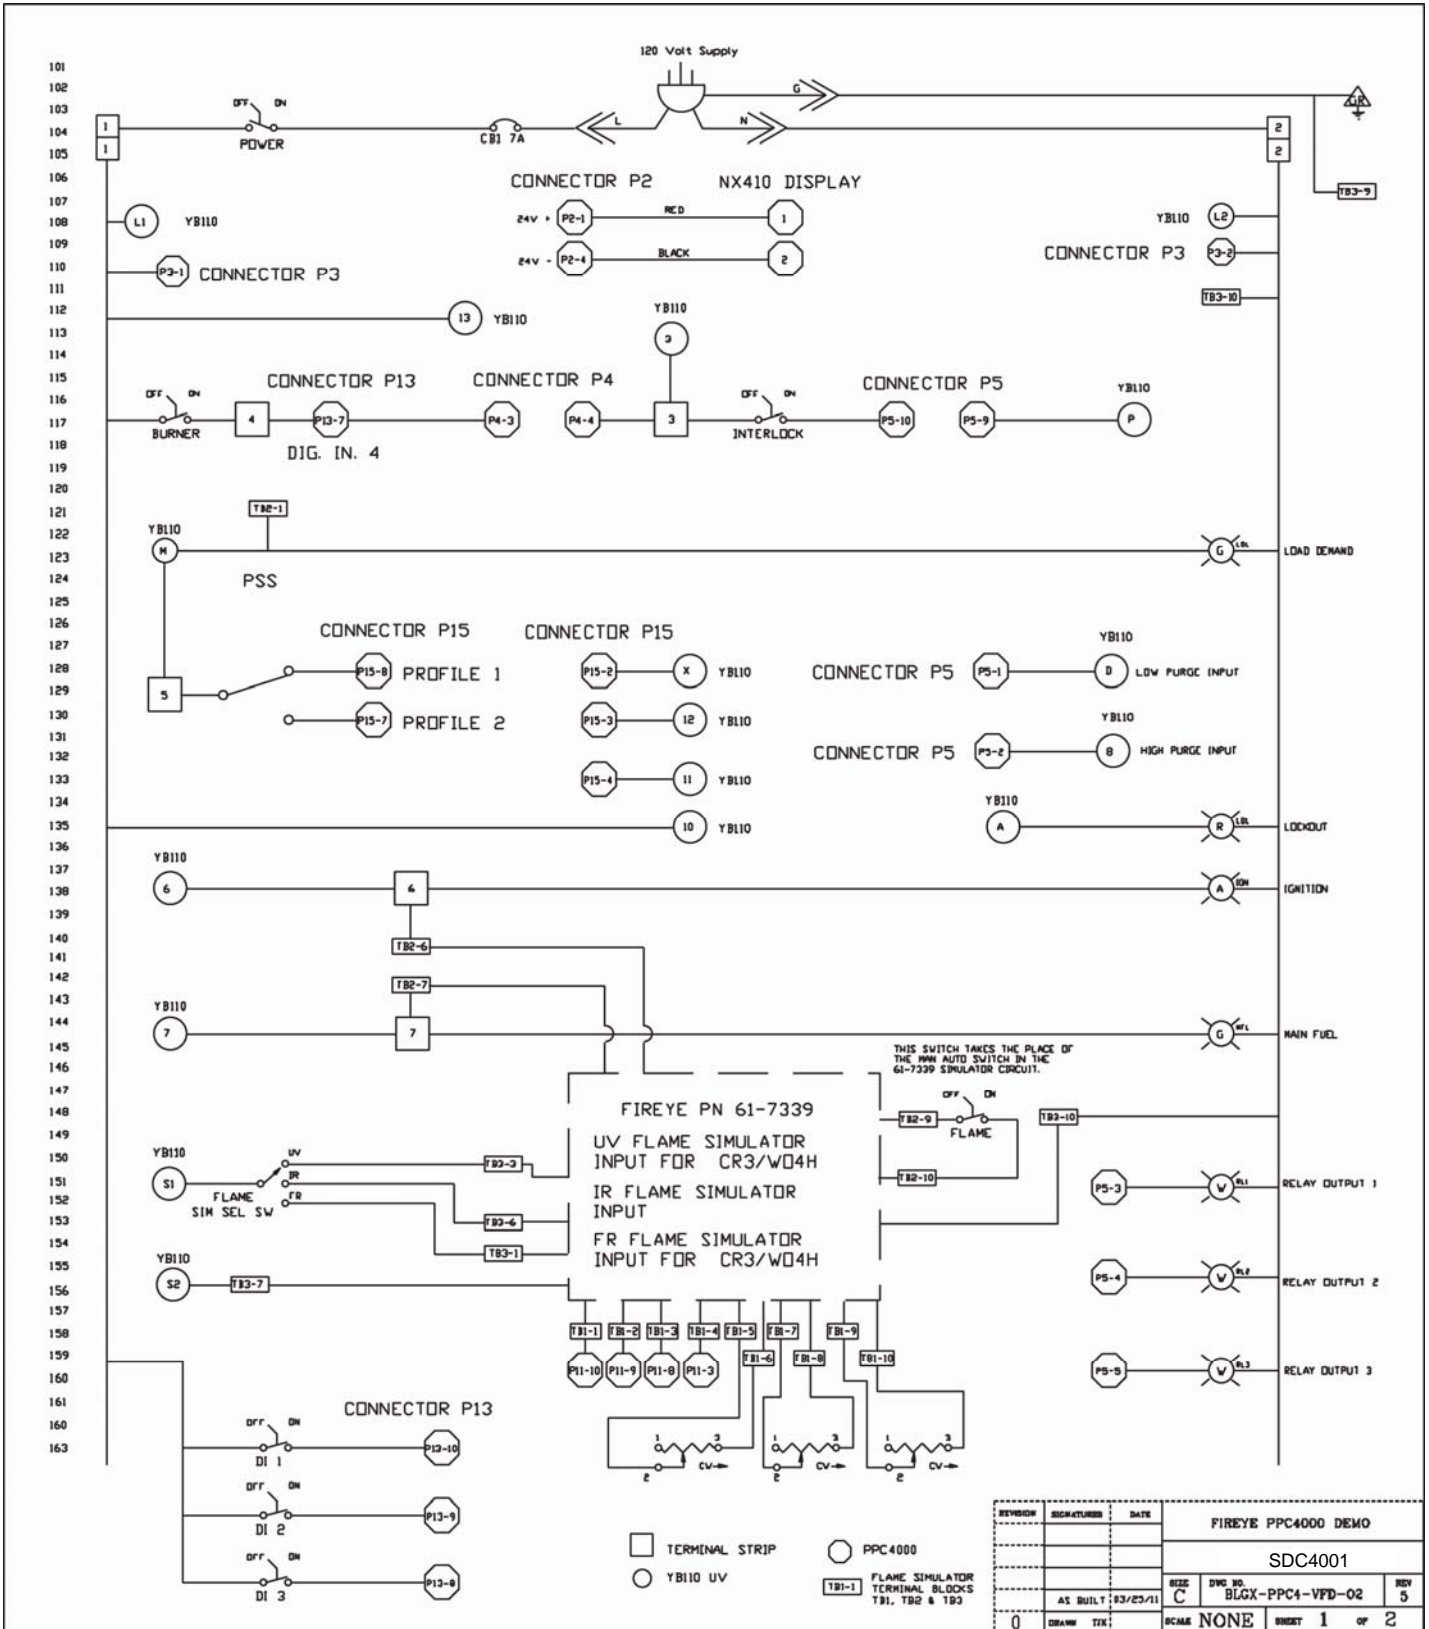 120 Volt Supply
101
102
103
104
105
106
107
108
109
110
111
112
113
114
115
116
117
118
119
120
121
122
123
124
125
126
127
128
129
130
131
132
133
134
135
136
137
138
139
140
141
142
143
144
145
146
147
148
149
150
151
152
153
154
155
156
157
158
159
160
161
160
163
G
GR
OFF ON
POWER
1
1
CB1 7A
L
N
2
2
TB3-9
CONNECTOR P2 NX410 DISPLAY
24V + P2-1 RED 1
24V - P2-4 BLACK 2
L1 YB110
P3-1 CONNECTOR P3
YB110 L2
CONNECTOR P3 P3-2
TB3-10
13 YB110
YB110
3
CONNECTOR P13
CONNECTOR P4
CONNECTOR P5
YB110
OFF ON
BURNER
4
P13-7
DIG. IN. 4
P4-3
P4-4
3
OFF ON
INTERLOCK
P5-10
P5-9
P
TB2-1
YB110
M
PSS
G LDL LOAD DEMAND
CONNECTOR P15
5
P15-8 PROFILE 1
P15-7 PROFILE 2
CONNECTOR P15
P15-2 X YB110
P15-3 12 YB110
P15-4 11 YB110
10 YB110
YB110
CONNECTOR P5 P5-1 D LOW PURGE INPUT
YB110
CONNECTOR P5 P5-2 B HIGH PURGE INPUT
YB110
A
R LOL LOCKOUT
YB110
6
6
A IGN IGNITION
TB2-6
TB2-7
YB110
7
7
G MFL MAIN FUEL
THIS SWITCH TAKES THE PLACE OF
THE MAN AUTO SWITCH IN THE
61-7339 SIMULATOR CIRCUIT.
FIREYE PN 61-7339
UV FLAME SIMULATOR
INPUT FOR CR3/W04H
IR FLAME SIMULATOR
INPUT
FR FLAME SIMULATOR
INPUT FOR CR3/W04H
OFF ON
TB2-9
FLAME
TB2-10
TB3-10
YB110
S1
FLAME
SIM SEL SW
UV
IR
FR
TB3-3
TB3-6
TB3-1
YB110
S2
TB3-7
P5-3 W RL1 RELAY OUTPUT 1
P5-4 W RL2 RELAY OUTPUT 2
P5-5 W RL3 RELAY OUTPUT 3
TB1-1 TB1-2 TB1-3 TB1-4 TB1-5 TB1-7 TB1-9
TB1-6 TB1-8 TB1-10
P11-10 P11-9 P11-8 P11-3
1 3
2 CW
1 3
2 CW
1 3
2 CW
CONNECTOR P13
OFF ON
DI 1 P13-10
OFF ON
DI 2 P13-9
OFF ON
DI 3 P13-8
TERMINAL STRIP
YB110 UV
PPC4000
TB1-1 FLAME SIMULATOR
TERMINAL BLOCKS
TB1, TB2 & TB3
REVISION SIGNATURES DATE
AS BUILT 03/23/11
0 DRAWN TJK
FIREYE PPC4000 DEMO
SDC4001
SIZE C
DWG NO. BLGX-PPC4-VFD-02
REV 5
SCALE NONE
SHEET 1 OF 2